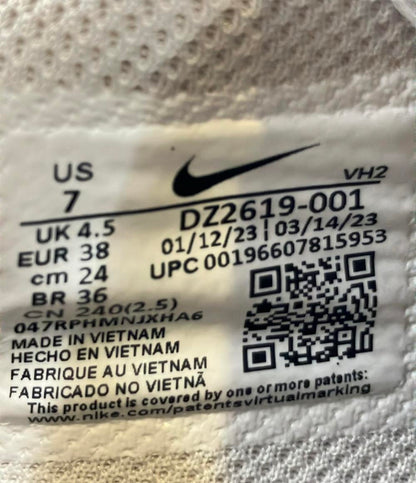 US
7
VH2
DZ2619-001
UK 4.5
01/12/23 | 03/14/23
EUR 38
UPC 00196607815953
cm 24
BR 36
CN 240(2.5)
047RPHMNJXHA6
MADE IN VIETNAM
HECHO EN VIETNAM
FABRIQUE AU VIETNAM
FABRICADO NO VIETNÃ
This product is covered by one or more patents:
www.nike.com/patentsvirtualmarking